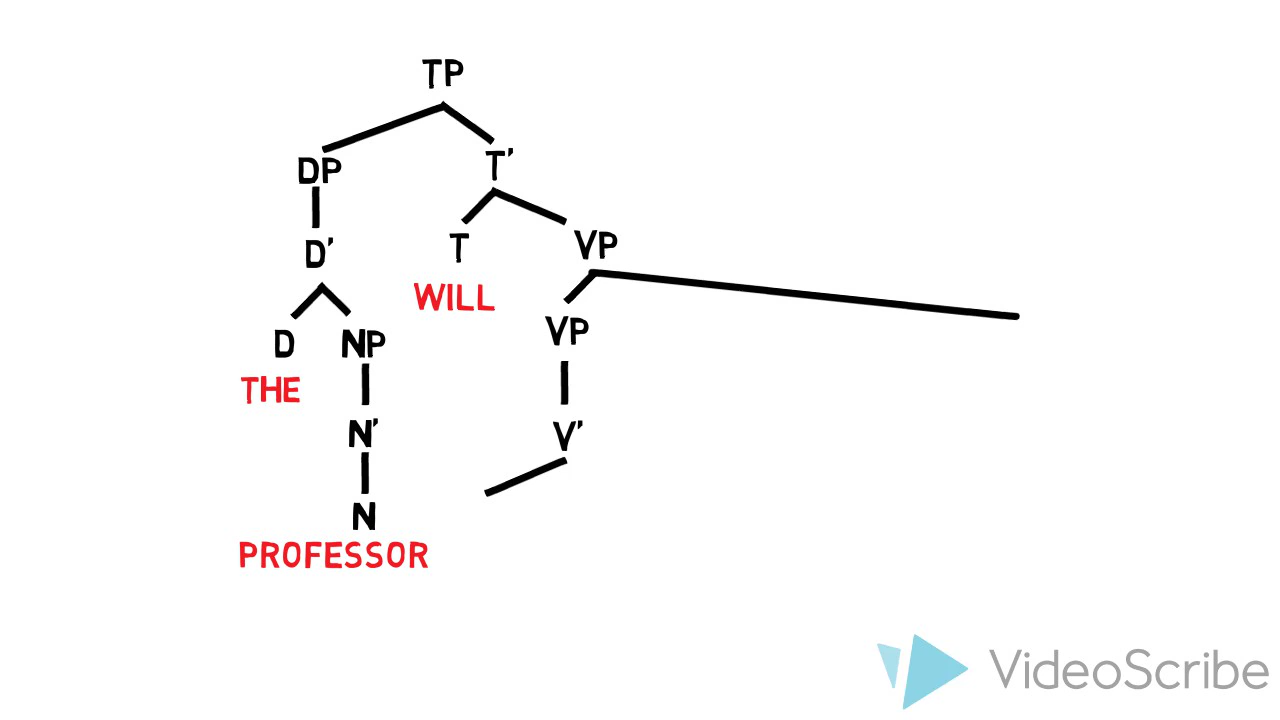 TP
DP T'
D' T VP
WILL
D NP VP
THE
N' V'
N
PROFESSOR
VideoScribe